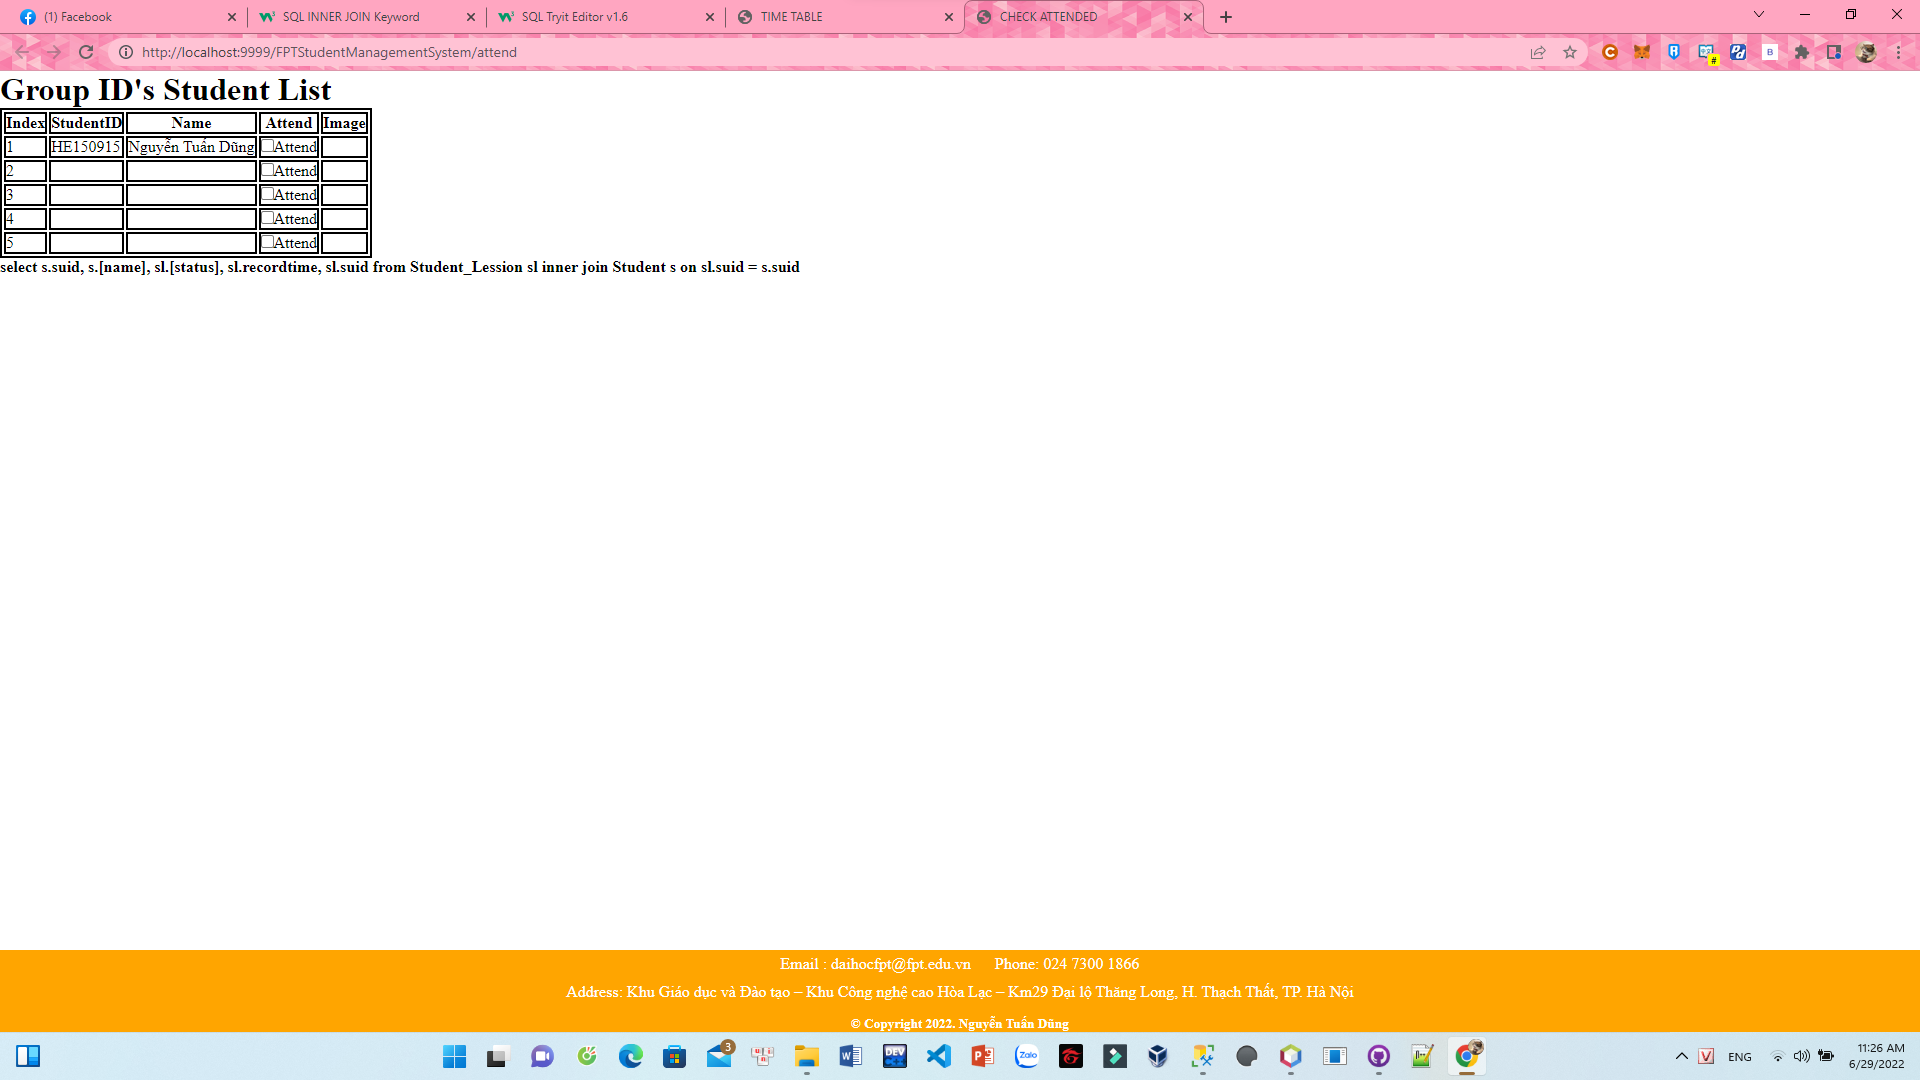 (1) Facebook
SQL INNER JOIN Keyword
SQL Tryit Editor v1.6
TIME TABLE
CHECK ATTENDED
http://localhost:9999/FPTStudentManagementSystem/attend
Group ID's Student List
Index StudentID Name Attend Image
1 HE150915 Nguyễn Tuấn Dũng Attend
2 Attend
3 Attend
4 Attend
5 Attend
select s.suid, s.[name], sl.[status], sl.recordtime, sl.suid from Student_Lession sl inner join Student s on sl.suid = s.suid
Email : daihocfpt@fpt.edu.vn Phone: 024 7300 1866
Address: Khu Giáo dục và Đào tạo – Khu Công nghệ cao Hòa Lạc – Km29 Đại lộ Thăng Long, H. Thạch Thất, TP. Hà Nội
© Copyright 2022. Nguyễn Tuấn Dũng
3
DEV
Zalo
ENG
11:26 AM
6/29/2022